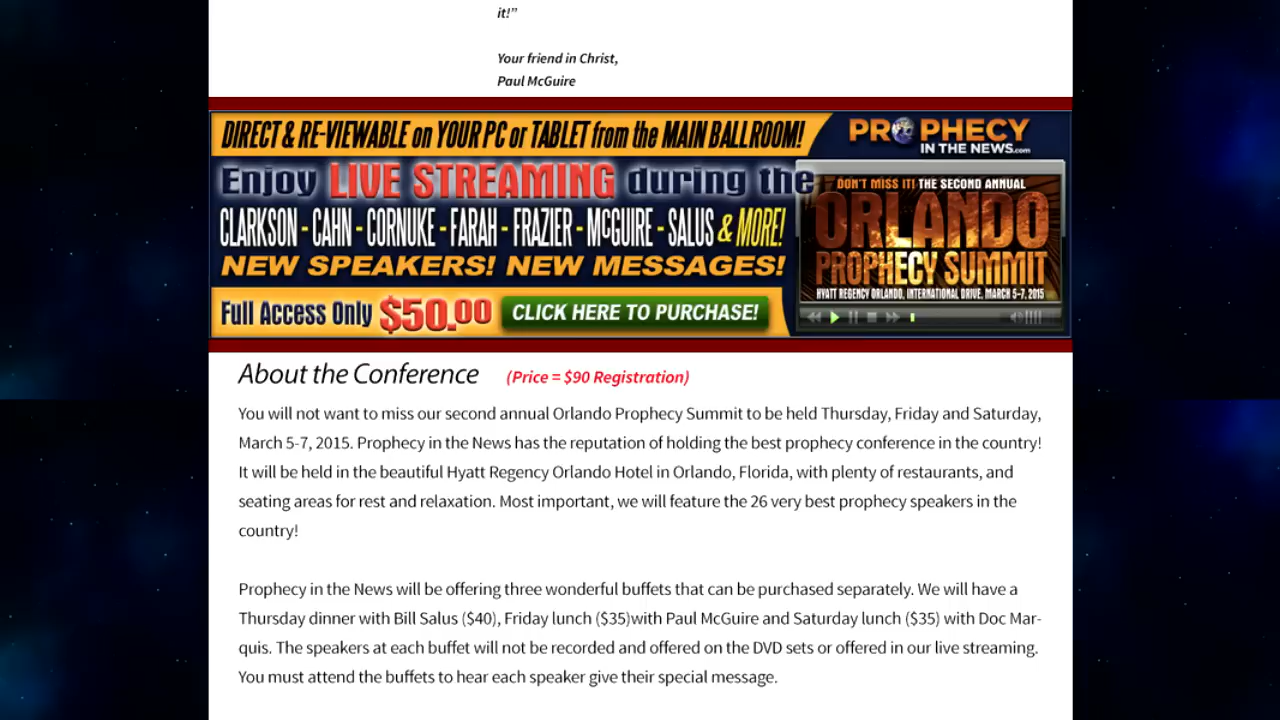 it!”
Your friend in Christ,
Paul McGuire
DIRECT & RE-VIEWABLE on YOUR PC or TABLET from the MAIN BALLROOM!
PROPHECY
IN THE NEWS.com
Enjoy LIVE STREAMING during the
CLARKSON - CAHN - CORNUKE - FARAH - FRAZIER - McGUIRE - SALUS & MORE!
NEW SPEAKERS! NEW MESSAGES!
Full Access Only $50.00 CLICK HERE TO PURCHASE!
DON'T MISS IT! THE SECOND ANNUAL
ORLANDO
PROPHECY SUMMIT
HYATT REGENCY ORLANDO, INTERNATIONAL DRIVE, MARCH 5-7, 2015
About the Conference (Price = $90 Registration)
You will not want to miss our second annual Orlando Prophecy Summit to be held Thursday, Friday and Saturday,
March 5-7, 2015. Prophecy in the News has the reputation of holding the best prophecy conference in the country!
It will be held in the beautiful Hyatt Regency Orlando Hotel in Orlando, Florida, with plenty of restaurants, and
seating areas for rest and relaxation. Most important, we will feature the 26 very best prophecy speakers in the
country!
Prophecy in the News will be offering three wonderful buffets that can be purchased separately. We will have a
Thursday dinner with Bill Salus ($40), Friday lunch ($35)with Paul McGuire and Saturday lunch ($35) with Doc Mar-
quis. The speakers at each buffet will not be recorded and offered on the DVD sets or offered in our live streaming.
You must attend the buffets to hear each speaker give their special message.